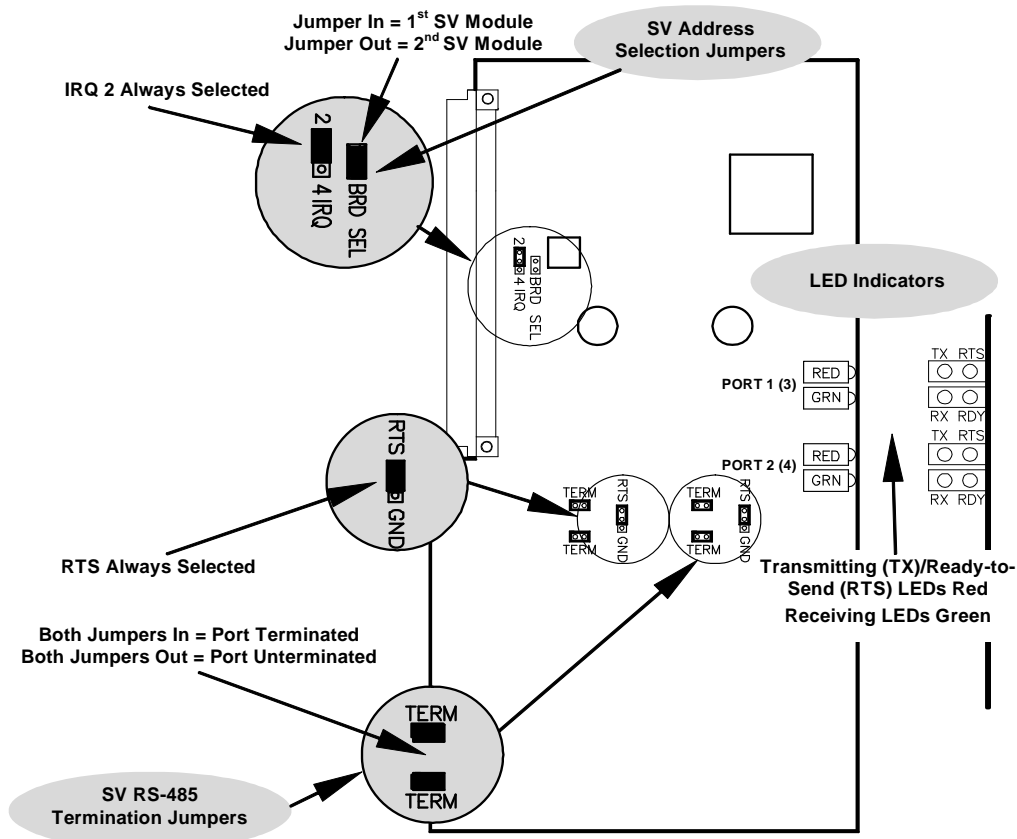 Jumper In = 1st SV Module
Jumper Out = 2nd SV Module
SV Address
Selection Jumpers
IRQ 2 Always Selected
2
4 IRQ
BRD SEL
2
4 IRQ
BRD SEL
LED Indicators
TX RTS
PORT 1 (3)
RED
GRN
RX RDY
TX RTS
PORT 2 (4)
RED
GRN
RX RDY
RTS
GND
TERM
RTS
TERM
GND
TERM
RTS
TERM
GND
RTS Always Selected
Transmitting (TX)/Ready-to-
Send (RTS) LEDs Red
Receiving LEDs Green
Both Jumpers In = Port Terminated
Both Jumpers Out = Port Unterminated
TERM
TERM
SV RS-485
Termination Jumpers